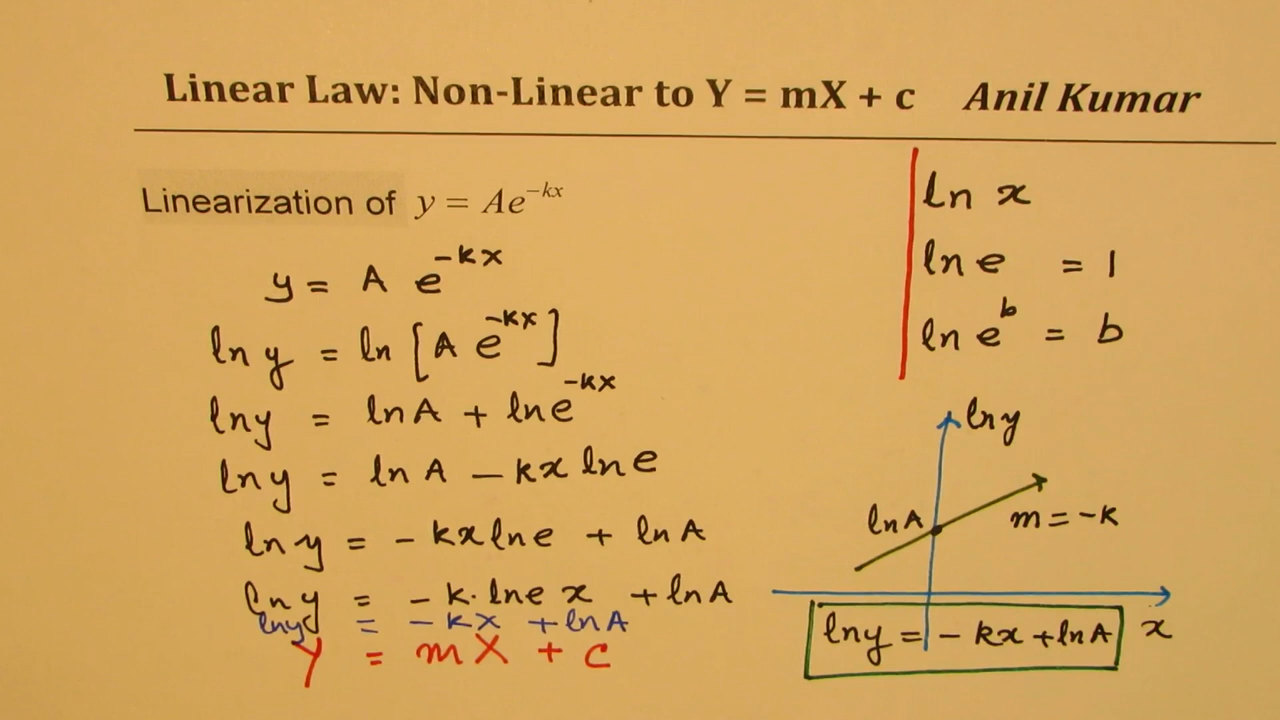 Linear Law: Non-Linear to Y = mX + c Anil Kumar
Linearization of y = Ae^{-kx}
y = A e^{-kx}
ln y = ln [A e^{-kx}]
ln y = ln A + ln e^{-kx}
ln y = ln A - kx ln e
ln y = - kx ln e + ln A
ln y = - k· ln e x + ln A
ln y = - kx + ln A
Y = mX + c
ln x
ln e = 1
ln e^b = b
ln y
ln A
m = -k
x
ln y = - kx + ln A